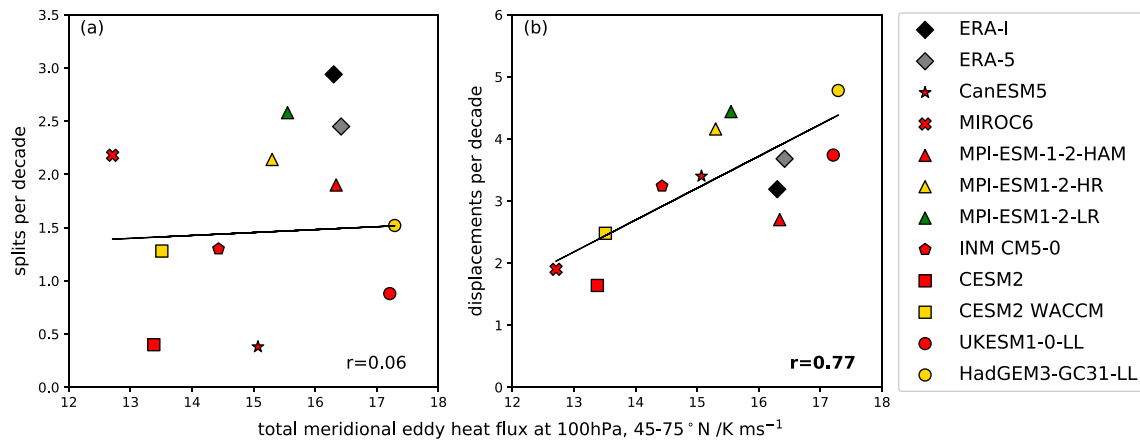 (a)
splits per decade
3.5
3.0
2.5
2.0
1.5
1.0
0.5
0.0
r=0.06
12 13 14 15 16 17 18
(b)
displacements per decade
6
5
4
3
2
1
0
r=0.77
12 13 14 15 16 17 18
total meridional eddy heat flux at 100hPa, 45-75°N /K ms⁻¹
ERA-I
ERA-5
CanESM5
MIROC6
MPI-ESM-1-2-HAM
MPI-ESM1-2-HR
MPI-ESM1-2-LR
INM CM5-0
CESM2
CESM2 WACCM
UKESM1-0-LL
HadGEM3-GC31-LL